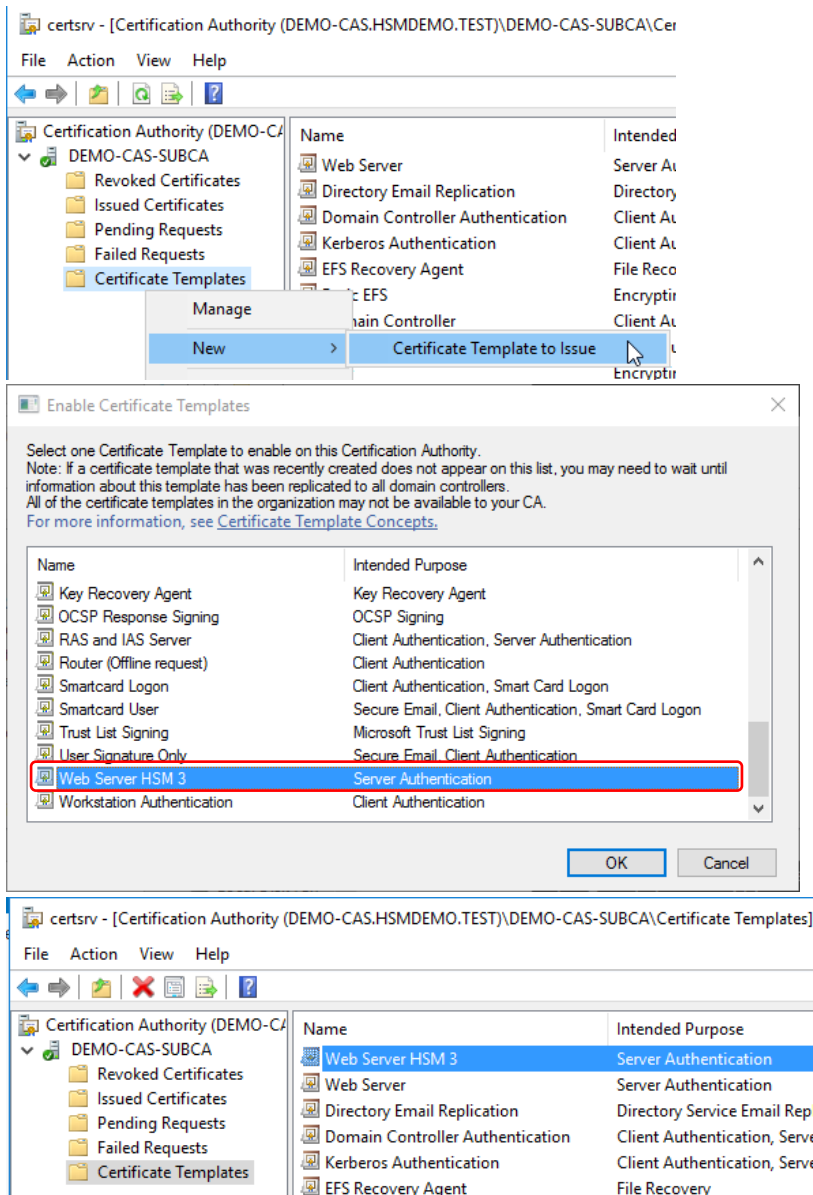 certsrv - [Certification Authority (DEMO-CAS.HSMDEMO.TEST)\DEMO-CAS-SUBCA\Cer
File Action View Help
Certification Authority (DEMO-CA
DEMO-CAS-SUBCA
Revoked Certificates
Issued Certificates
Pending Requests
Failed Requests
Certificate Templates
Name Intended
Web Server Server Au
Directory Email Replication Directory
Domain Controller Authentication Client Au
Kerberos Authentication Client Au
EFS Recovery Agent File Reco
EFS Encryptin
ain Controller Client Au
Encryptin
Manage
New > Certificate Template to Issue
Enable Certificate Templates
Select one Certificate Template to enable on this Certification Authority.
Note: If a certificate template that was recently created does not appear on this list, you may need to wait until
information about this template has been replicated to all domain controllers.
All of the certificate templates in the organization may not be available to your CA.
For more information, see Certificate Template Concepts.
Name Intended Purpose
Key Recovery Agent Key Recovery Agent
OCSP Response Signing OCSP Signing
RAS and IAS Server Client Authentication, Server Authentication
Router (Offline request) Client Authentication
Smartcard Logon Client Authentication, Smart Card Logon
Smartcard User Secure Email, Client Authentication, Smart Card Logon
Trust List Signing Microsoft Trust List Signing
User Signature Only Secure Email, Client Authentication
Web Server HSM 3 Server Authentication
Workstation Authentication Client Authentication
OK Cancel
certsrv - [Certification Authority (DEMO-CAS.HSMDEMO.TEST)\DEMO-CAS-SUBCA\Certificate Templates]
File Action View Help
Certification Authority (DEMO-CA
DEMO-CAS-SUBCA
Revoked Certificates
Issued Certificates
Pending Requests
Failed Requests
Certificate Templates
Name Intended Purpose
Web Server HSM 3 Server Authentication
Web Server Server Authentication
Directory Email Replication Directory Service Email Rep
Domain Controller Authentication Client Authentication, Serve
Kerberos Authentication Client Authentication, Serve
EFS Recovery Agent File Recovery